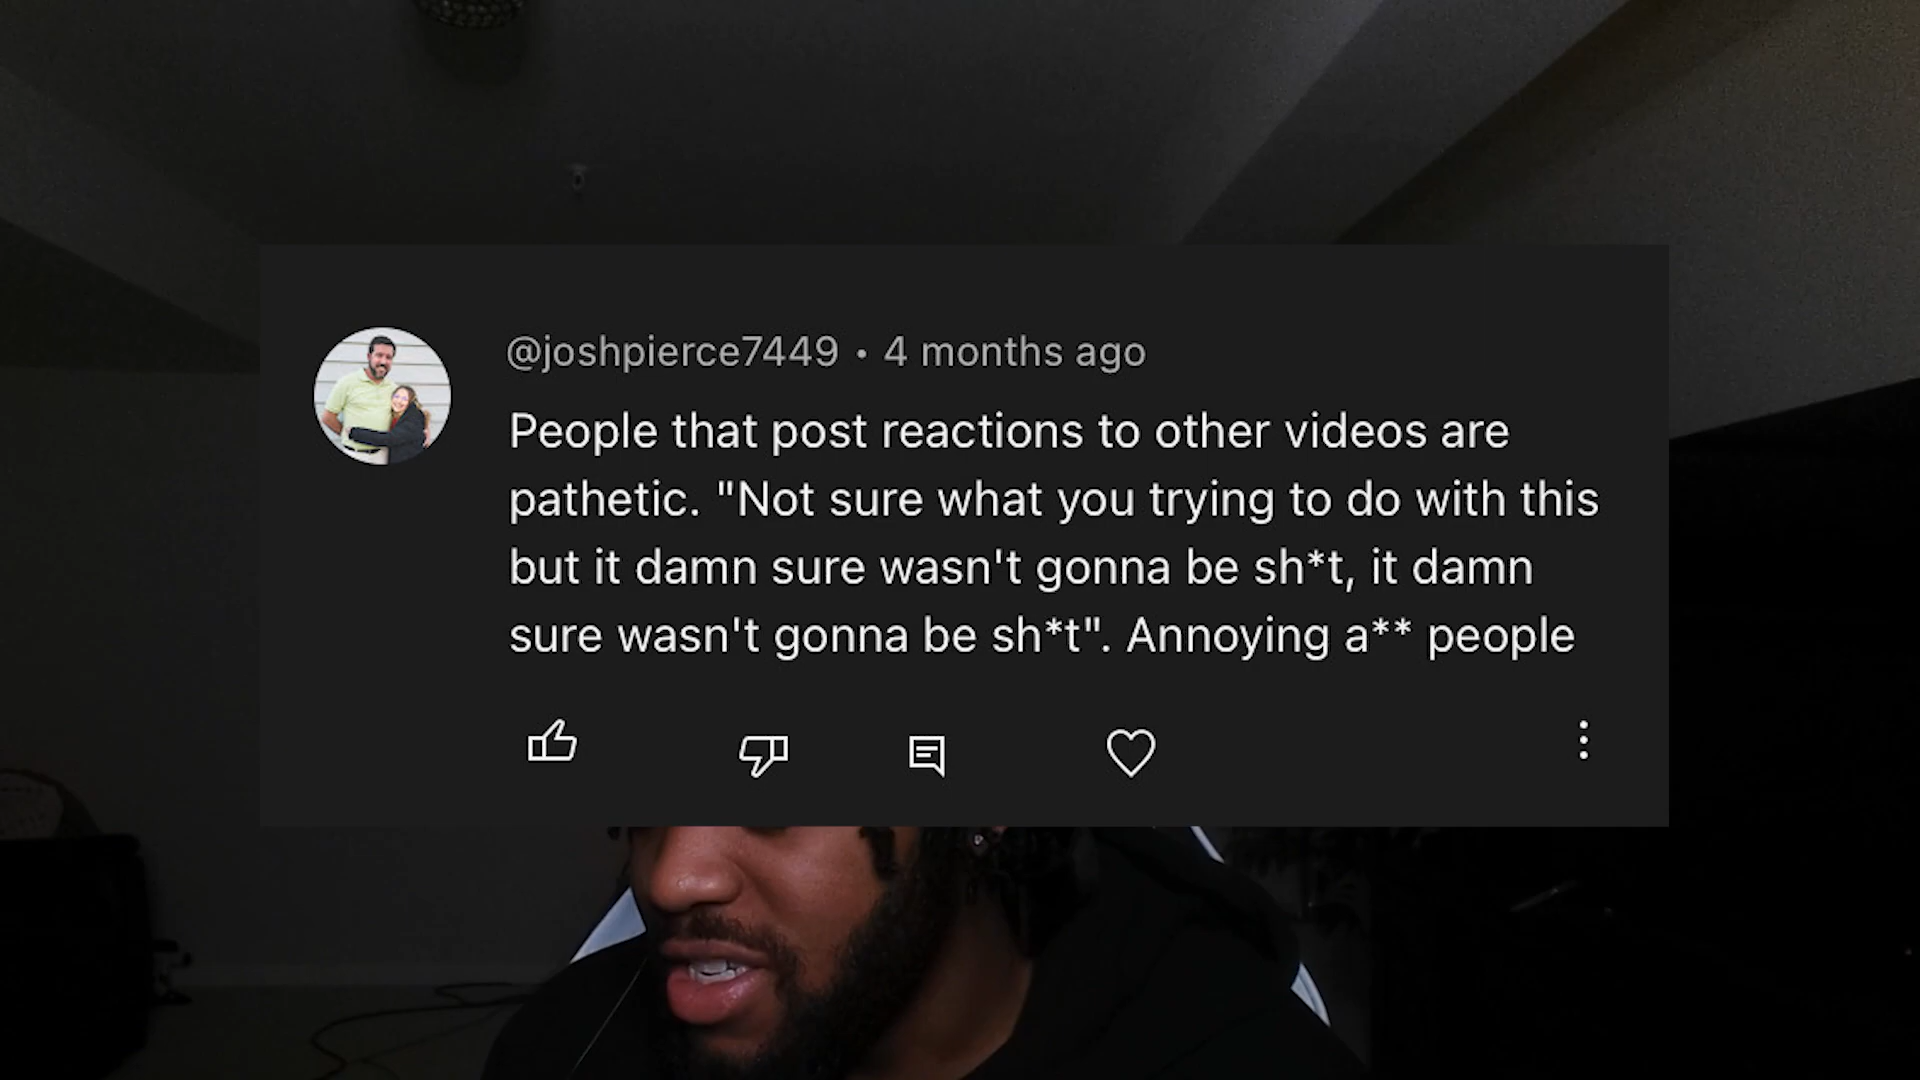 @joshpierce7449 • 4 months ago
People that post reactions to other videos are
pathetic. "Not sure what you trying to do with this
but it damn sure wasn't gonna be sh*t, it damn
sure wasn't gonna be sh*t". Annoying a** people